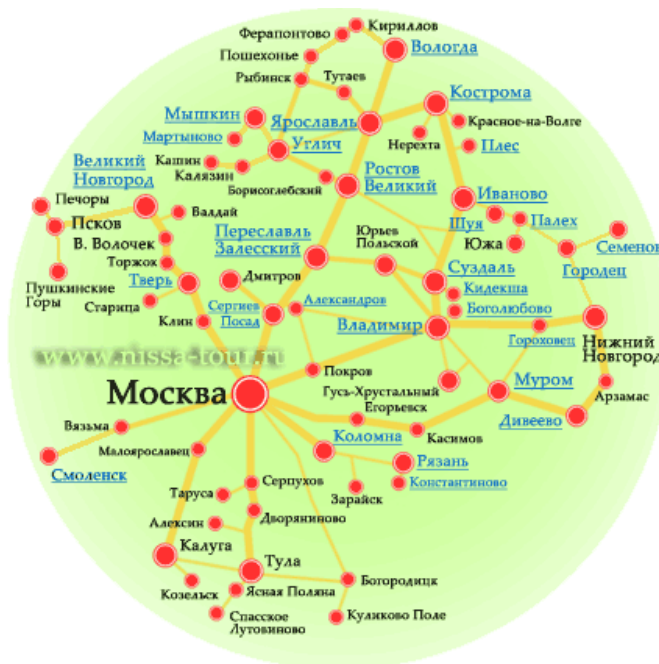 Кириллов
Ферапонтово
Вологда
Пошехонье
Рыбинск
Тутаев
Кострома
Мышкин
Ярославль
Красное-на-Волге
Мартыново
Углич
Нерехта
Плес
Великий
Новгород
Кашин
Калязин
Ростов
Великий
Борисоглебский
Иваново
Печоры
Псков
Валдай
Шуя
Палех
Переславль
Залесский
Юрьев
Польской
Южа
Семенов
В. Волочек
Городец
Торжок
Суздаль
Пушкинские
Горы
Тверь
Дмитров
Кидекша
Старица
Сергиев
Посад
Александров
Боголюбово
Клин
Владимир
Гороховец
Нижний
Новгород
www.nissa-tour.ru
Покров
Москва
Гусь-Хрустальный
Муром
Арзамас
Егорьевск
Дивеево
Вязьма
Касимов
Малоярославец
Коломна
Смоленск
Рязань
Серпухов
Константиново
Таруса
Зарайск
Дворяниново
Алексин
Калуга
Тула
Богородицк
Козельск
Ясная Поляна
Спасское
Лутовиново
Куликово Поле